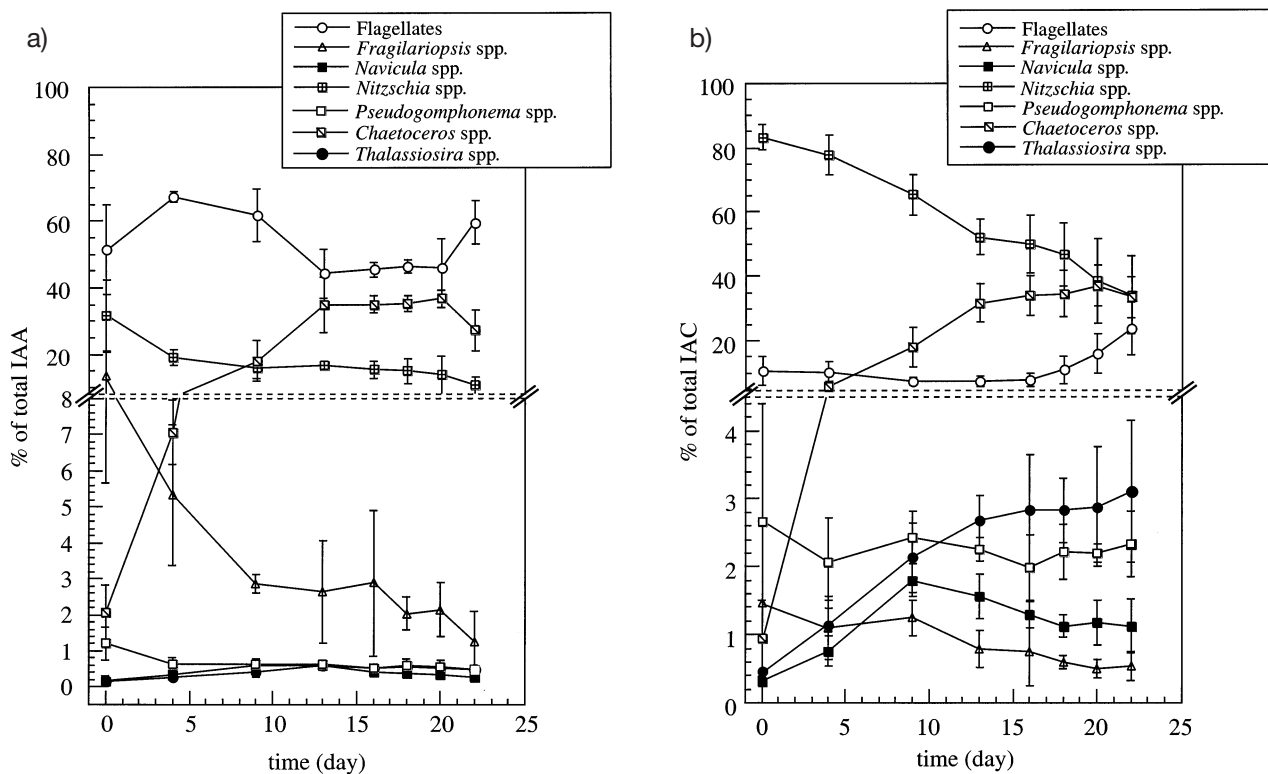 a)
Flagellates
Fragilariopsis spp.
Navicula spp.
Nitzschia spp.
Pseudogomphonema spp.
Chaetoceros spp.
Thalassiosira spp.
% of total IAA
100
80
60
40
20
8
7
6
5
4
3
2
1
0
0 5 10 15 20 25
time (day)
b)
Flagellates
Fragilariopsis spp.
Navicula spp.
Nitzschia spp.
Pseudogomphonema spp.
Chaetoceros spp.
Thalassiosira spp.
% of total IAC
100
80
60
40
20
4
3
2
1
0
0 5 10 15 20 25
time (day)